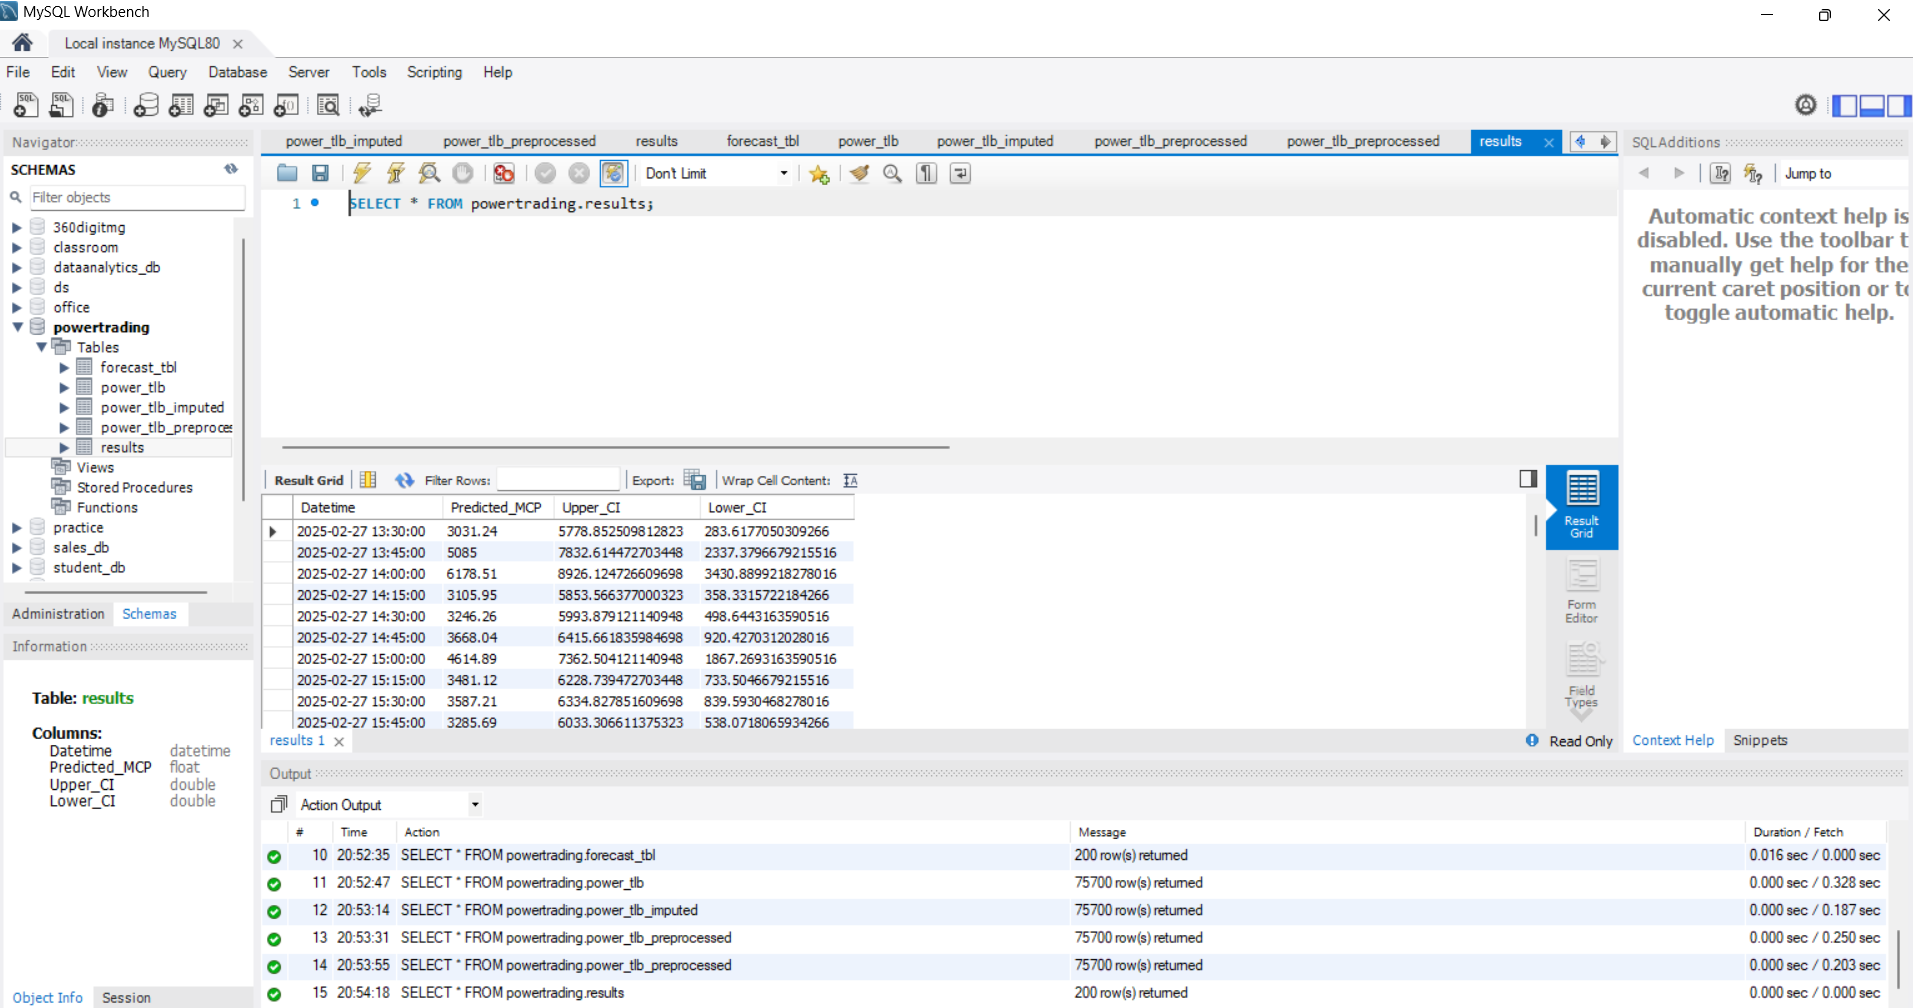 MySQL Workbench
Local instance MySQL80
File Edit View Query Database Server Tools Scripting Help
Navigator
SCHEMAS
Filter objects
360digitmg
classroom
dataanalytics_db
ds
office
powertrading
Tables
forecast_tbl
power_tlb
power_tlb_imputed
power_tlb_preproces
results
Views
Stored Procedures
Functions
practice
sales_db
student_db
Administration Schemas
Information
Table: results
Columns:
Datetime datetime
Predicted_MCP float
Upper_CI double
Lower_CI double
Object Info Session
power_tlb_imputed power_tlb_preprocessed results forecast_tbl power_tlb power_tlb_imputed power_tlb_preprocessed power_tlb_preprocessed results
Don't Limit
1 SELECT * FROM powertrading.results;
Result Grid Filter Rows: Export: Wrap Cell Content:
Datetime Predicted_MCP Upper_CI Lower_CI
2025-02-27 13:30:00 3031.24 5778.852509812823 283.6177050309266
2025-02-27 13:45:00 5085 7832.614472703448 2337.3796679215516
2025-02-27 14:00:00 6178.51 8926.124726609698 3430.8899218278016
2025-02-27 14:15:00 3105.95 5853.566377000323 358.3315722184266
2025-02-27 14:30:00 3246.26 5993.879121140948 498.6443163590516
2025-02-27 14:45:00 3668.04 6415.661835984698 920.4270312028016
2025-02-27 15:00:00 4614.89 7362.504121140948 1867.2693163590516
2025-02-27 15:15:00 3481.12 6228.739472703448 733.5046679215516
2025-02-27 15:30:00 3587.21 6334.827851609698 839.5930468278016
2025-02-27 15:45:00 3285.69 6033.306611375323 538.0718065934266
Result
Grid
Form
Editor
Field
Types
results 1
Read Only
SQLAdditions
Jump to
Automatic context help is
disabled. Use the toolbar t
manually get help for the
current caret position or to
toggle automatic help.
Context Help Snippets
Output
Action Output
# Time Action Message Duration / Fetch
10 20:52:35 SELECT * FROM powertrading.forecast_tbl 200 row(s) returned 0.016 sec / 0.000 sec
11 20:52:47 SELECT * FROM powertrading.power_tlb 75700 row(s) returned 0.000 sec / 0.328 sec
12 20:53:14 SELECT * FROM powertrading.power_tlb_imputed 75700 row(s) returned 0.000 sec / 0.187 sec
13 20:53:31 SELECT * FROM powertrading.power_tlb_preprocessed 75700 row(s) returned 0.000 sec / 0.250 sec
14 20:53:55 SELECT * FROM powertrading.power_tlb_preprocessed 75700 row(s) returned 0.000 sec / 0.203 sec
15 20:54:18 SELECT * FROM powertrading.results 200 row(s) returned 0.000 sec / 0.000 sec